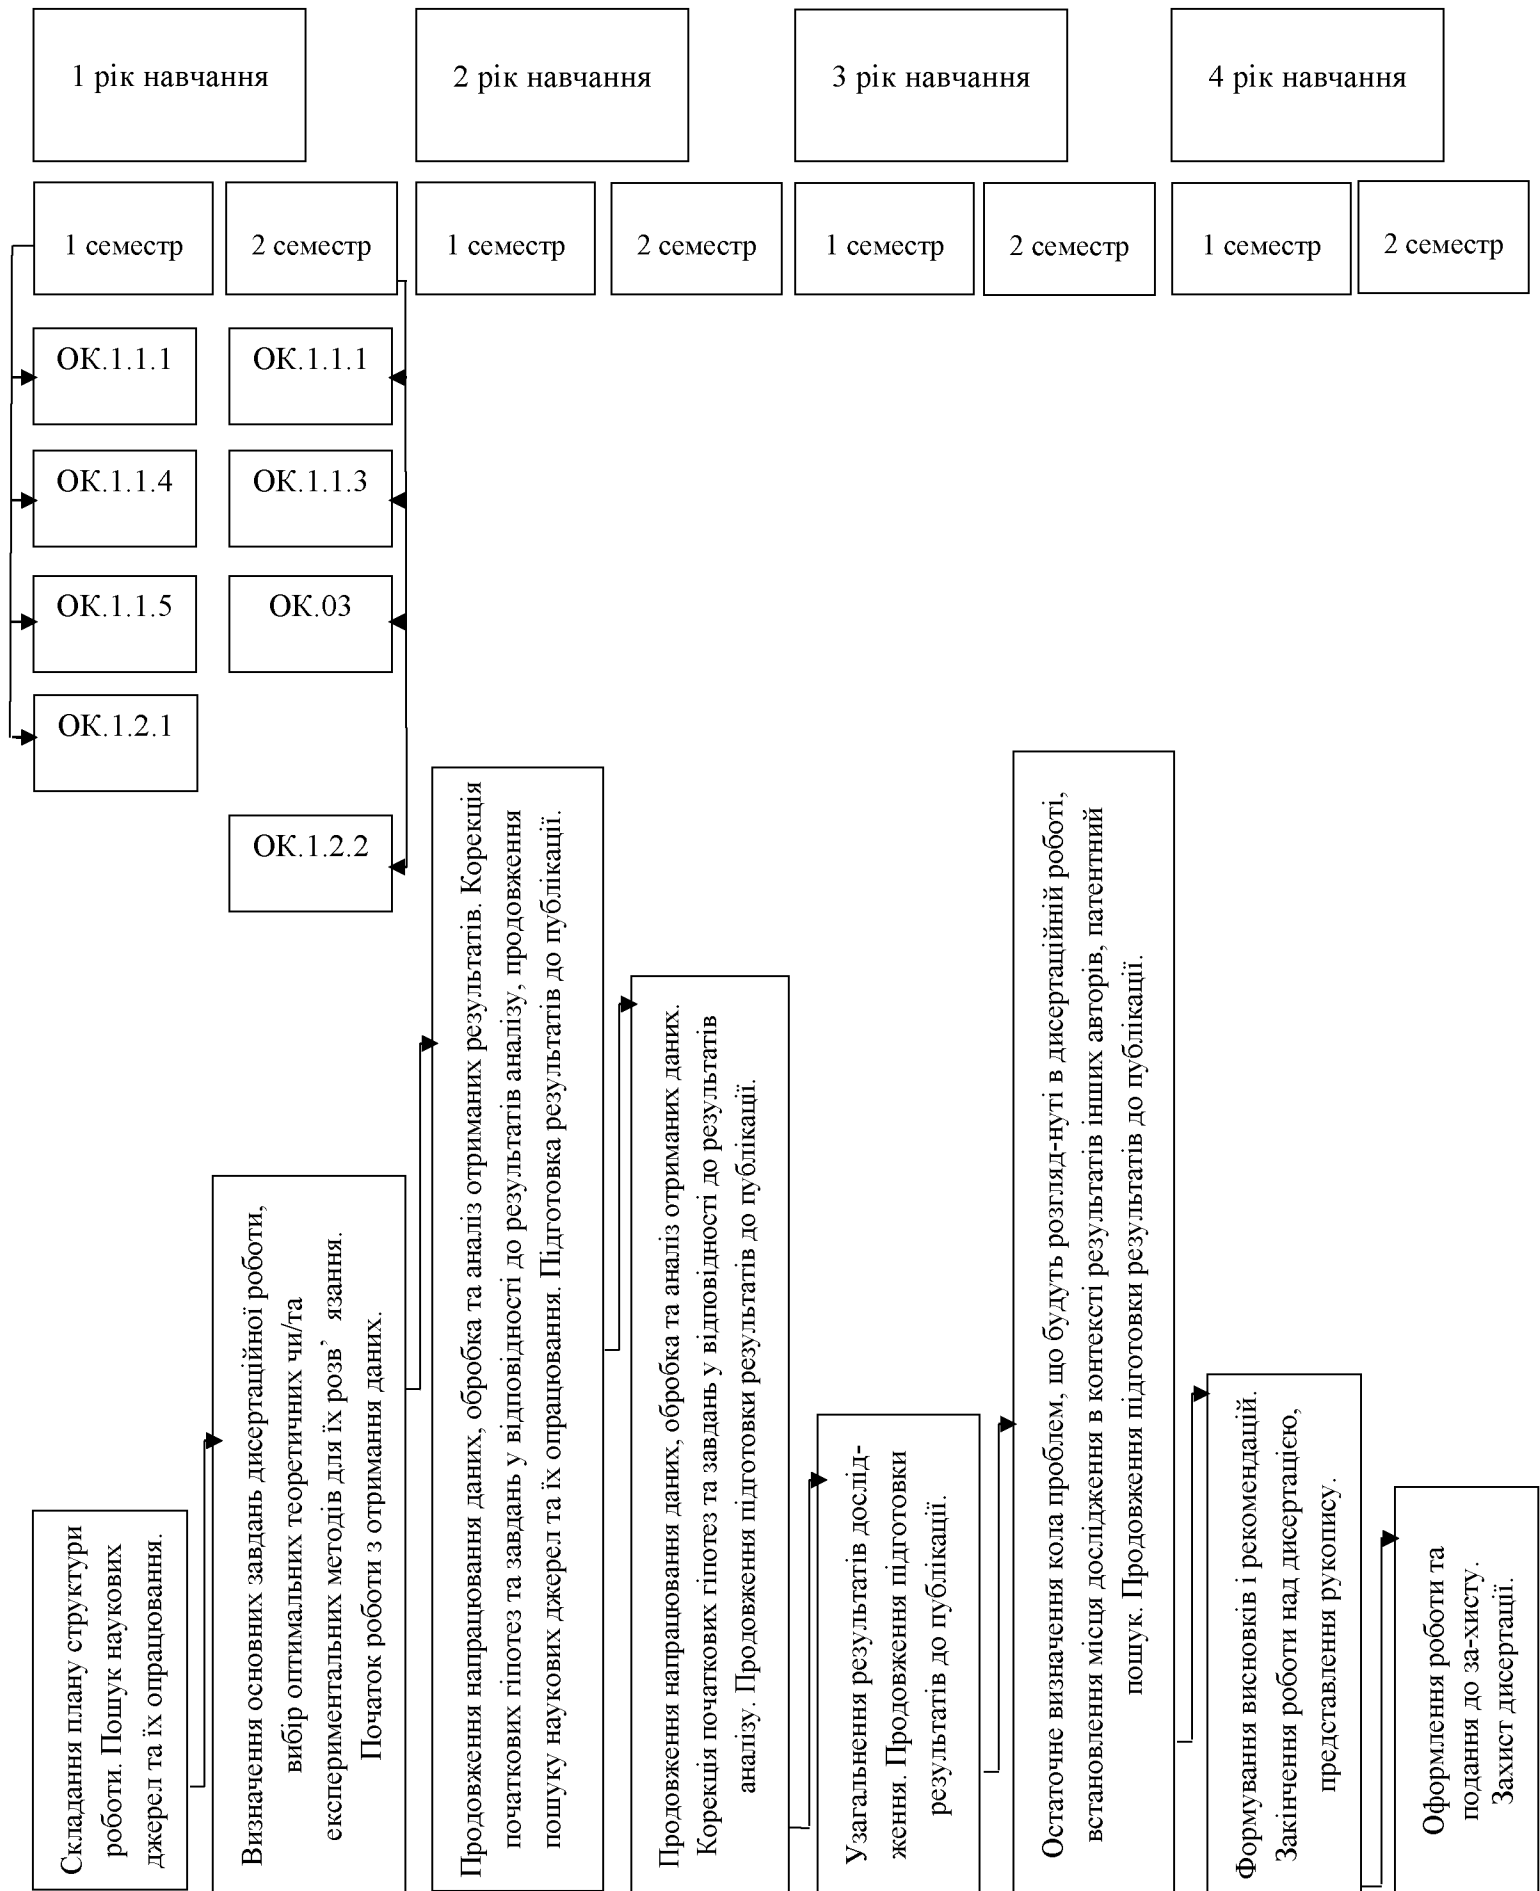 1 рік навчання
2 рік навчання
3 рік навчання
4 рік навчання
1 семестр
2 семестр
1 семестр
2 семестр
1 семестр
2 семестр
1 семестр
2 семестр
ОК.1.1.1
ОК.1.1.1
ОК.1.1.4
ОК.1.1.3
ОК.1.1.5
ОК.03
ОК.1.2.1
ОК.1.2.2
Складання плану структури
роботи. Пошук наукових
джерел та їх опрацювання.
Визначення основних завдань дисертаційної роботи,
вибір оптимальних теоретичних чи/та
експериментальних методів для їх розв’ язання.
Початок роботи з отримання даних.
Продовження напрацювання даних, обробка та аналіз отриманих результатів. Корекція
початкових гіпотез та завдань у відповідності до результатів аналізу, продовження
пошуку наукових джерел та їх опрацювання. Підготовка результатів до публікації.
Продовження напрацювання даних, обробка та аналіз отриманих даних.
Корекція початкових гіпотез та завдань у відповідності до результатів
аналізу. Продовження підготовки результатів до публікації.
Узагальнення результатів дослід-
ження. Продовження підготовки
результатів до публікації.
Остаточне визначення кола проблем, що будуть розгляд-нуті в дисертаційній роботі,
встановлення місця дослідження в контексті результатів інших авторів, патентний
пошук. Продовження підготовки результатів до публікації.
Формування висновків і рекомендацій.
Закінчення роботи над дисертацією,
представлення рукопису.
Оформлення роботи та
подання до за-хисту.
Захист дисертації.